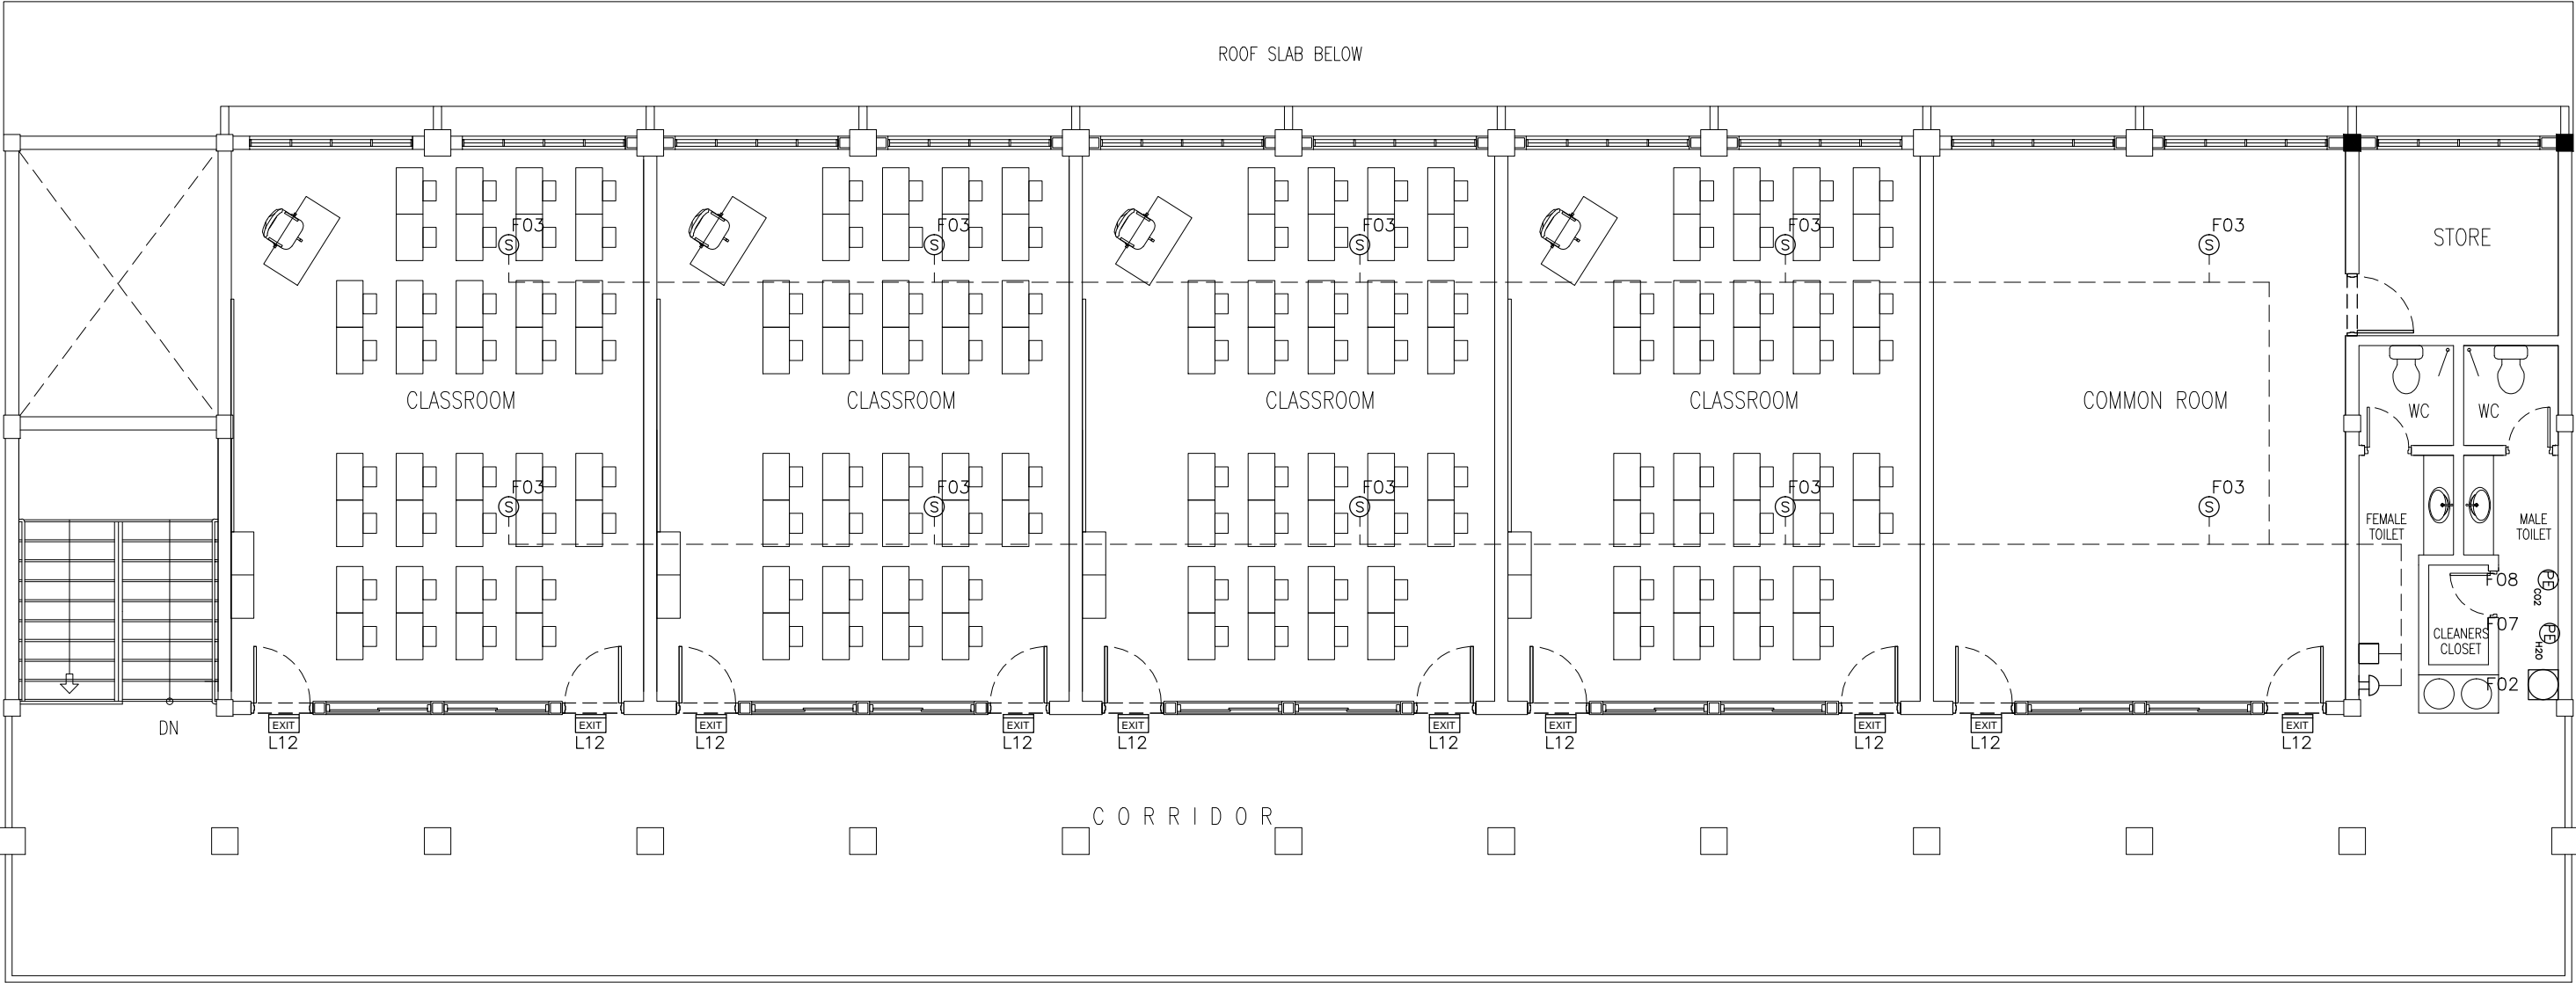 ROOF SLAB BELOW
F03
F03
F03
F03
F03
S
S
S
S
S
STORE
CLASSROOM
CLASSROOM
CLASSROOM
CLASSROOM
COMMON ROOM
WC
WC
F03
F03
F03
F03
F03
S
S
S
S
S
FEMALE
TOILET
MALE
TOILET
F08
PE
CO2
F07
PE
H20
CLEANERS
CLOSET
F02
DN
EXIT
EXIT
EXIT
EXIT
EXIT
EXIT
EXIT
EXIT
EXIT
EXIT
L12
L12
L12
L12
L12
L12
L12
L12
L12
L12
CORRIDOR